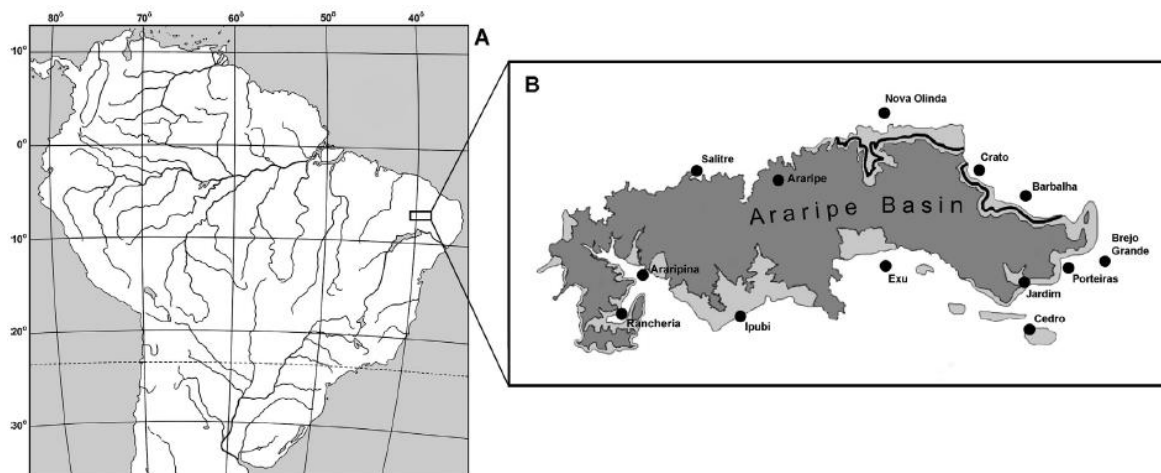 80° 70° 60° 50° 40°
A
10°
0°
10°
20°
30°
B
Nova Olinda
Salitre
Araripe
Crato
Barbalha
Araripe Basin
Brejo
Grande
Araripina
Exu
Porteiras
Jardim
Rancheria
Ipubi
Cedro